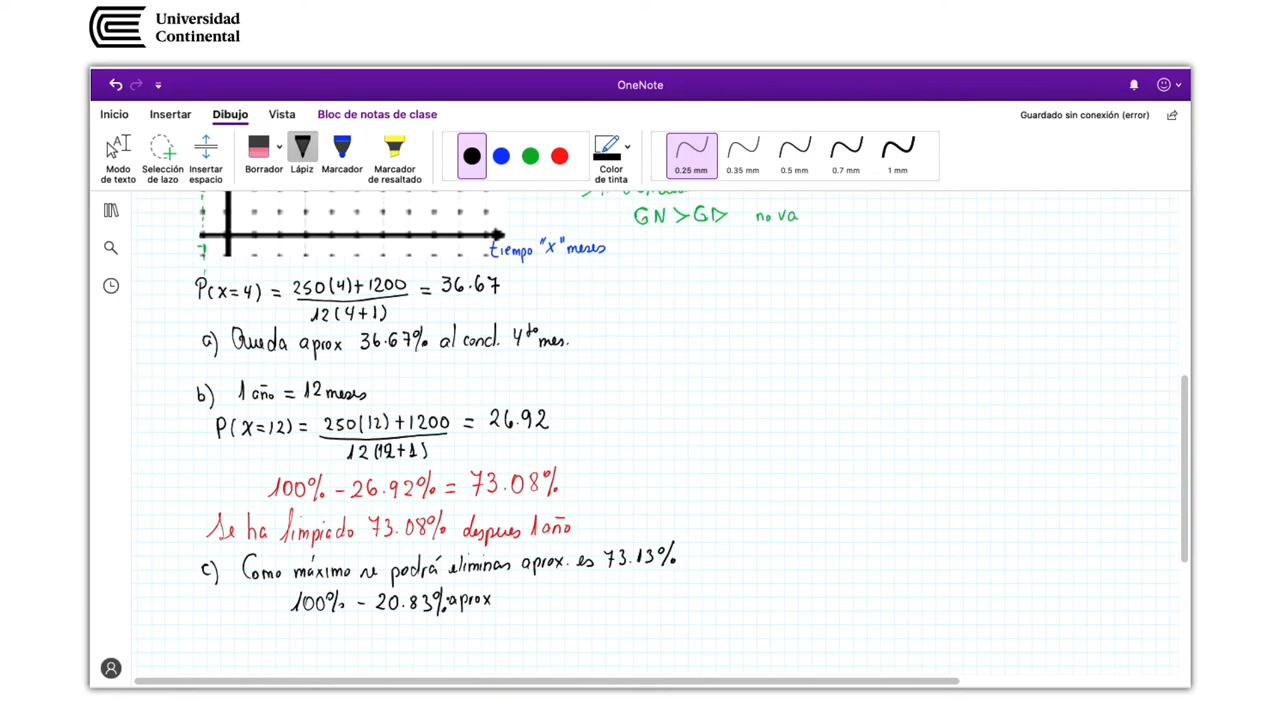 Universidad
Continental
OneNote
Inicio Insertar Dibujo Vista Bloc de notas de clase
Guardado sin conexión (error)
Modo de texto
Selección de lazo
Insertar espacio
Borrador
Lápiz
Marcador
Marcador de resaltado
Color de tinta
0.25 mm
0.35 mm
0.5 mm
0.7 mm
1 mm
GN > GD no va
-1
tiempo "x" meses
P(x=4) = 250(4)+1200 / 12(4+1) = 36.67
a) Queda aprox 36.67% al concl. 4to mes.
b) 1 año = 12 meses
P(x=12) = 250(12)+1200 / 12(12+1) = 26.92
100% - 26.92% = 73.08%
Se ha limpiado 73.08% despues 1 año
c) Como máximo se podrá eliminas aprox. es 73.13%
100% - 20.83% aprox